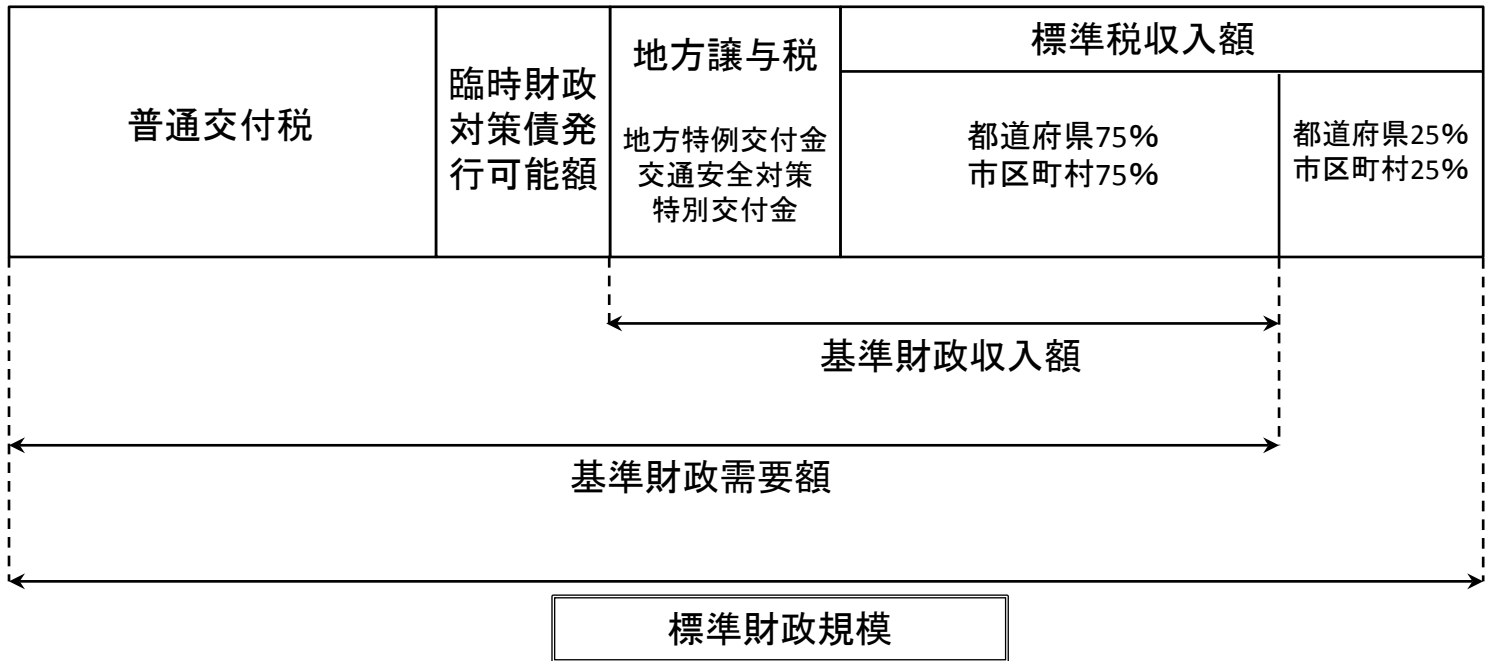 普通交付税
臨時財政
対策債発
行可能額
地方譲与税
地方特例交付金
交通安全対策
特別交付金
標準税収入額
都道府県75%
市区町村75%
都道府県25%
市区町村25%
基準財政収入額
基準財政需要額
標準財政規模